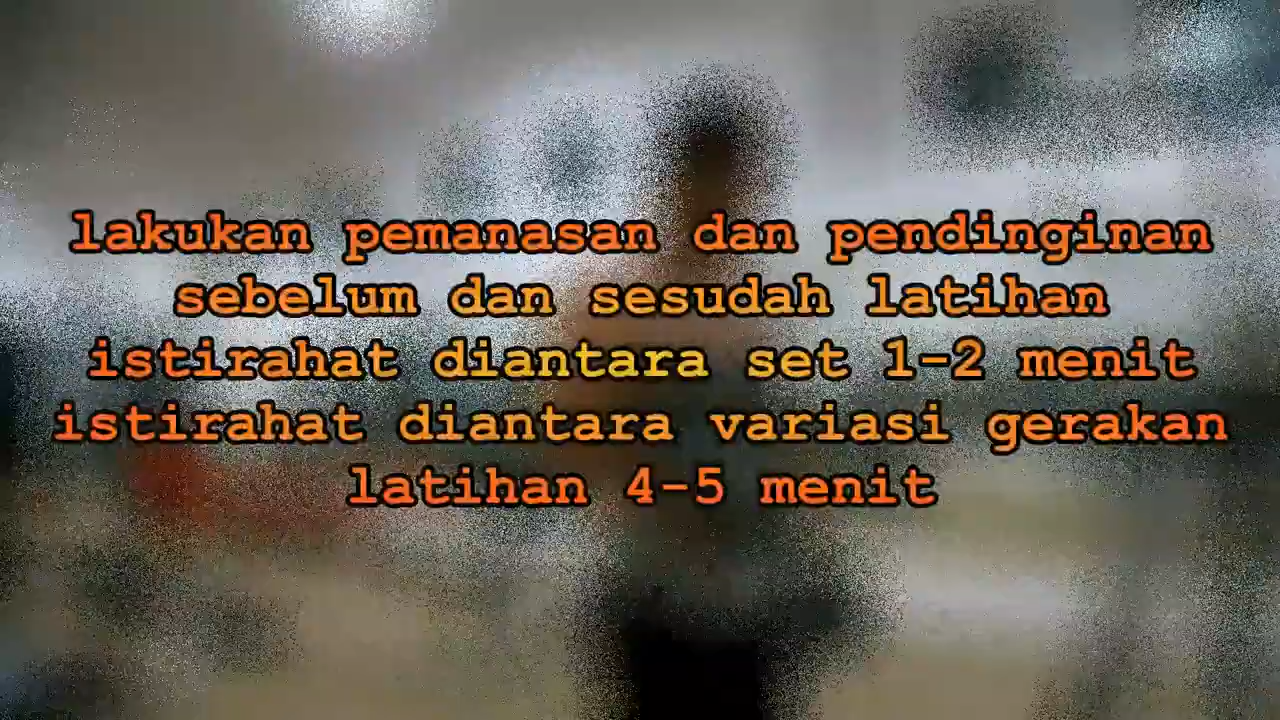 lakukan pemanasan dan pendinginan
sebelum dan sesudah latihan
istirahat diantara set 1-2 menit
istirahat diantara variasi gerakan
latihan 4-5 menit